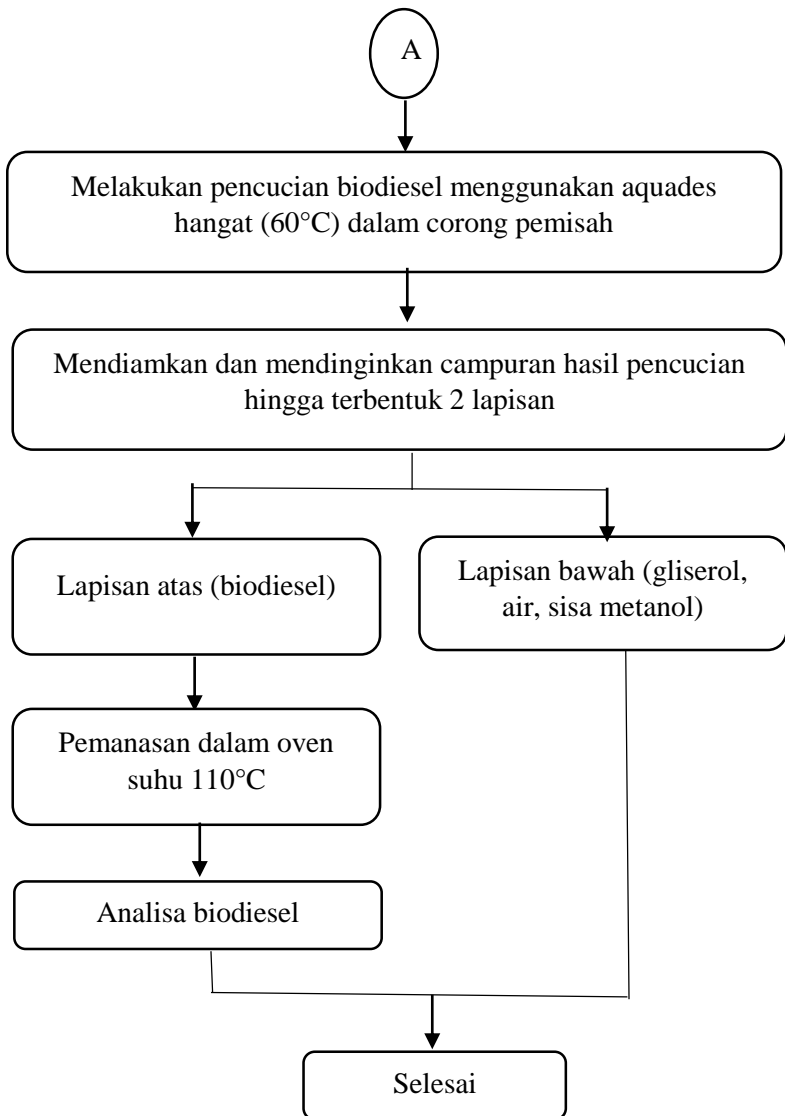 A
Melakukan pencucian biodiesel menggunakan aquades
hangat (60°C) dalam corong pemisah
Mendiamkan dan mendinginkan campuran hasil pencucian
hingga terbentuk 2 lapisan
Lapisan atas (biodiesel)
Lapisan bawah (gliserol,
air, sisa metanol)
Pemanasan dalam oven
suhu 110°C
Analisa biodiesel
Selesai